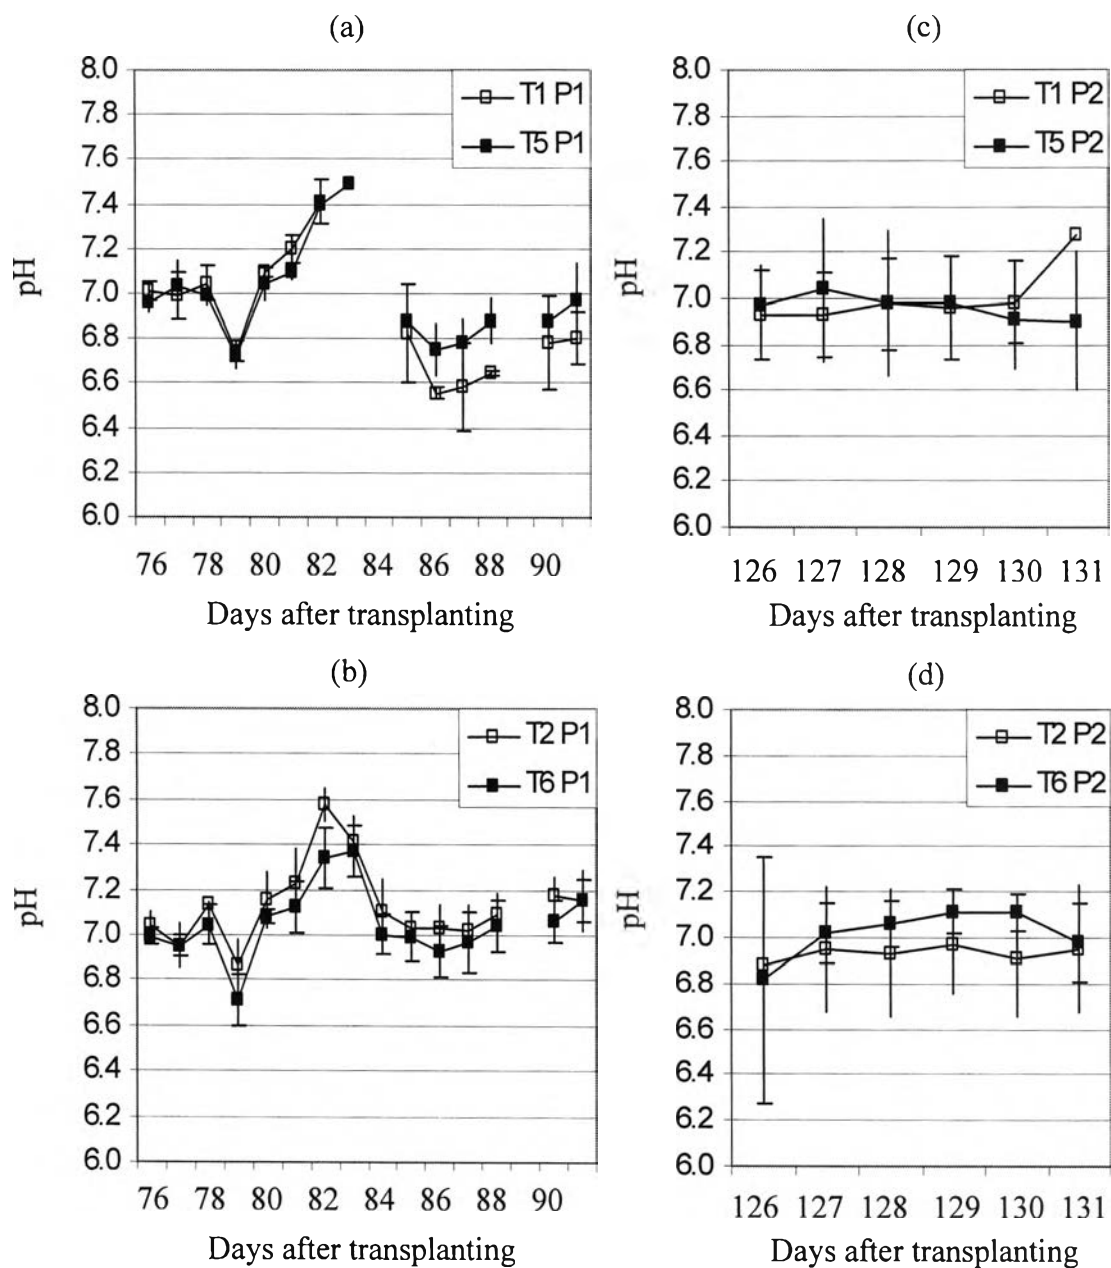 (a)
8.0
7.8
7.6
7.4
7.2
7.0
6.8
6.6
6.4
6.2
6.0
pH
T1 P1
T5 P1
76 78 80 82 84 86 88 90
Days after transplanting
(c)
8.0
7.8
7.6
7.4
7.2
7.0
6.8
6.6
6.4
6.2
6.0
pH
T1 P2
T5 P2
126 127 128 129 130 131
Days after transplanting
(b)
8.0
7.8
7.6
7.4
7.2
7.0
6.8
6.6
6.4
6.2
6.0
pH
T2 P1
T6 P1
76 78 80 82 84 86 88 90
Days after transplanting
(d)
8.0
7.8
7.6
7.4
7.2
7.0
6.8
6.6
6.4
6.2
6.0
pH
T2 P2
T6 P2
126 127 128 129 130 131
Days after transplanting